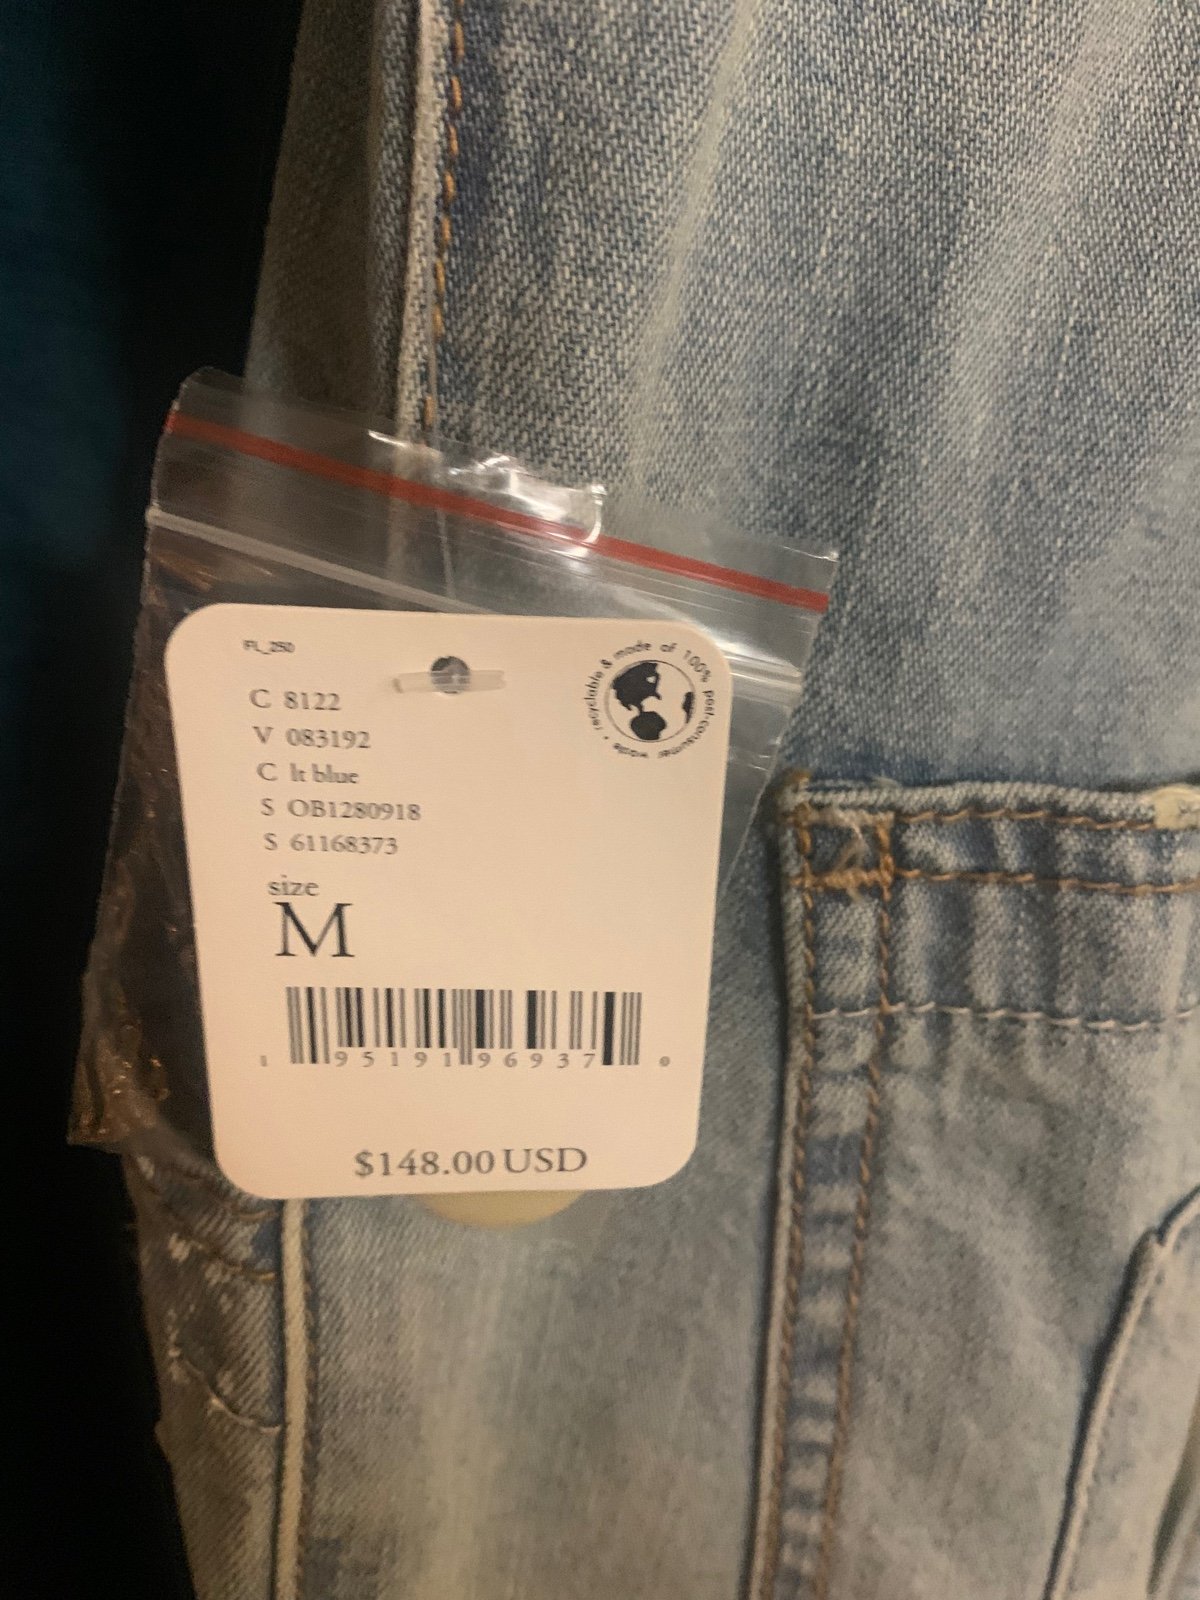 FL_250
recyclable & made of 100% post-consumer waste •
C 8122
V 083192
C lt blue
S OB1280918
S 61168373
size
M
1 95191 96937 0
$148.00 USD